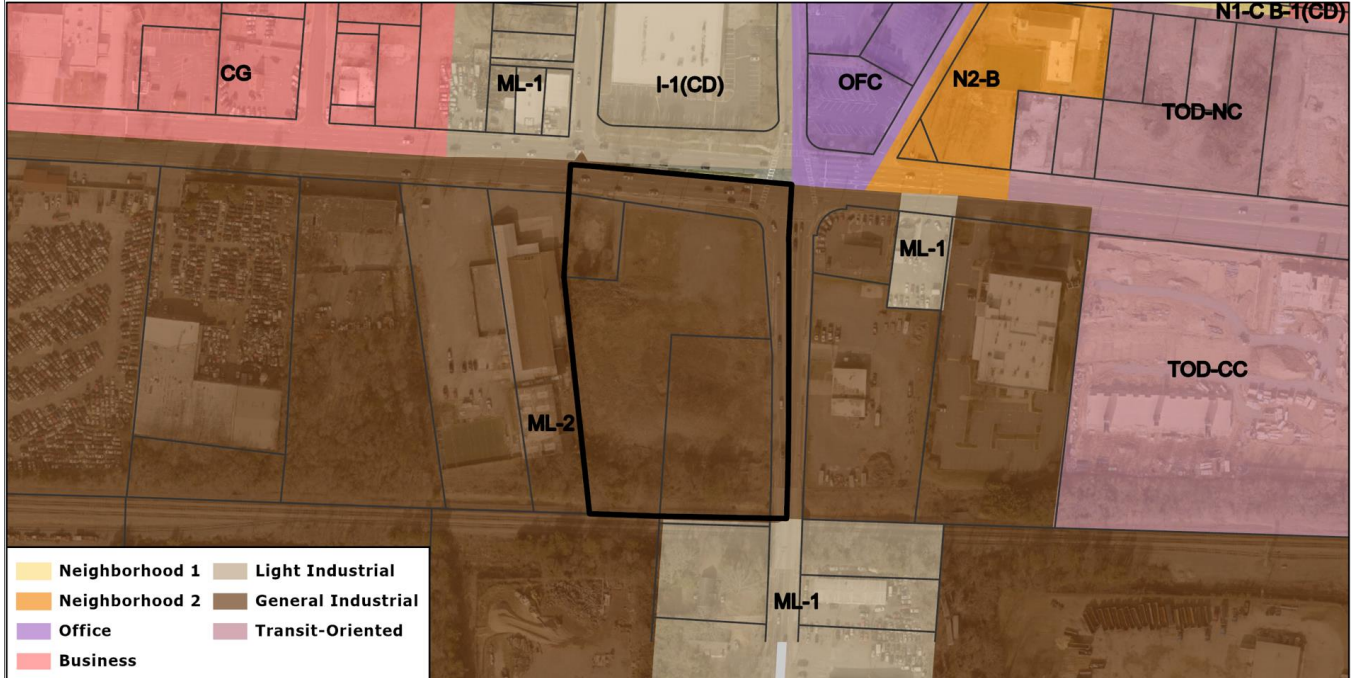 N1-C B-1(CD)
CG
ML-1
I-1(CD)
OFC
N2-B
TOD-NC
ML-1
TOD-CC
ML-2
ML-1
Neighborhood 1
Neighborhood 2
Office
Business
Light Industrial
General Industrial
Transit-Oriented